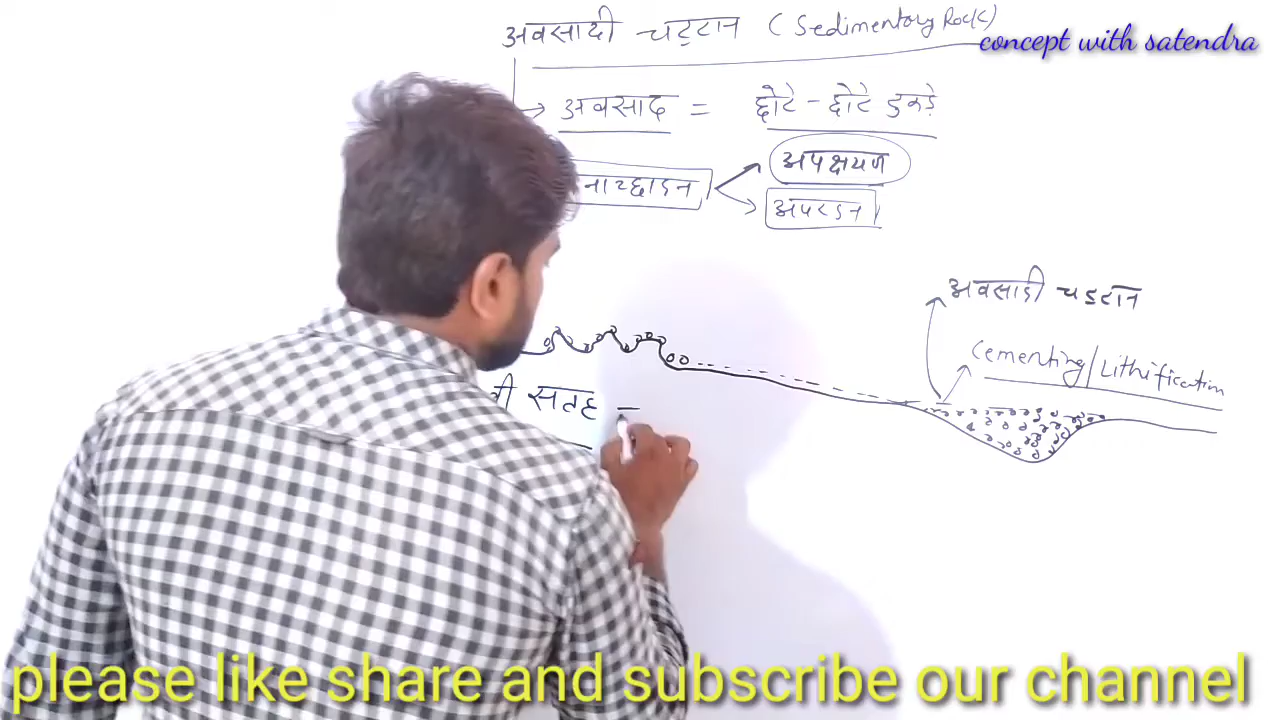 अवसादी चट्टान ( Sedimentory Rock)
concept with satendra
→ अवसाद = छोटे - छोटे टुकड़े
नाच्छादन
अपक्षयण
अपरदन
अवसादी चट्टान
Cementing/Lithification
सतह -
please like share and subscribe our channel